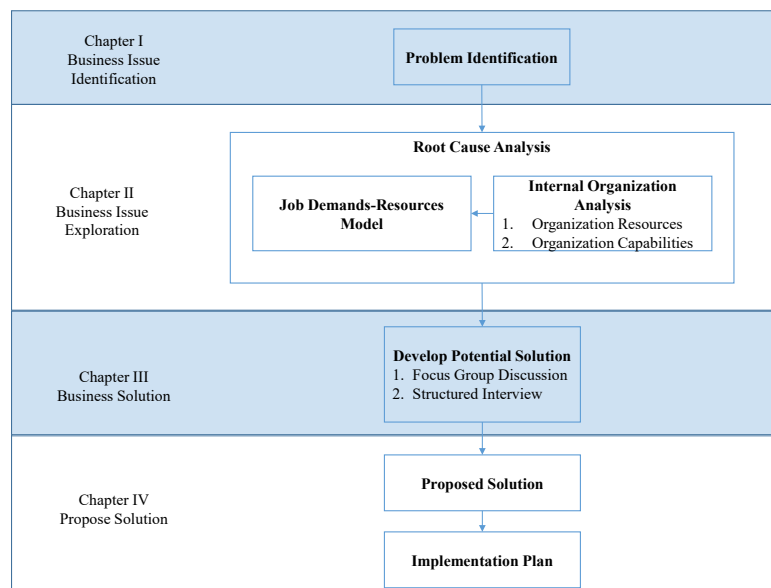 Chapter I
Business Issue
Identification
Problem Identification
Chapter II
Business Issue
Exploration
Root Cause Analysis
Job Demands-Resources
Model
Internal Organization
Analysis
1. Organization Resources
2. Organization Capabilities
Chapter III
Business Solution
Develop Potential Solution
1. Focus Group Discussion
2. Structured Interview
Chapter IV
Propose Solution
Proposed Solution
Implementation Plan